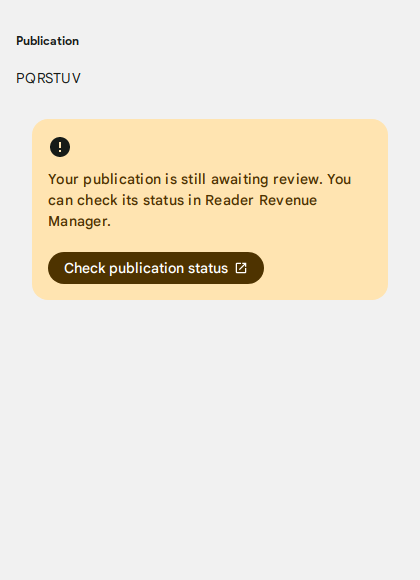 Publication
PQRSTUV
Your publication is still awaiting review. You
can check its status in Reader Revenue
Manager.
Check publication status